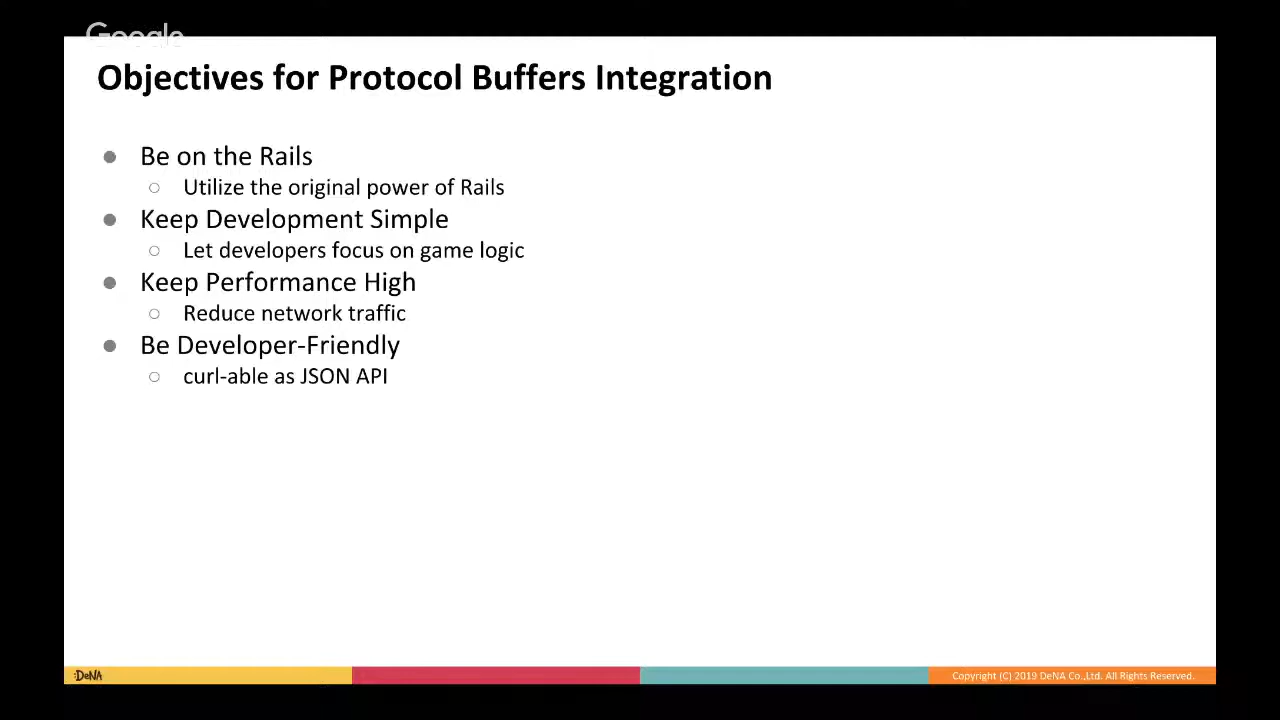 Google
Objectives for Protocol Buffers Integration
● Be on the Rails
○ Utilize the original power of Rails
● Keep Development Simple
○ Let developers focus on game logic
● Keep Performance High
○ Reduce network traffic
● Be Developer-Friendly
○ curl-able as JSON API
:DeNA
Copyright (C) 2019 DeNA Co.,Ltd. All Rights Reserved.